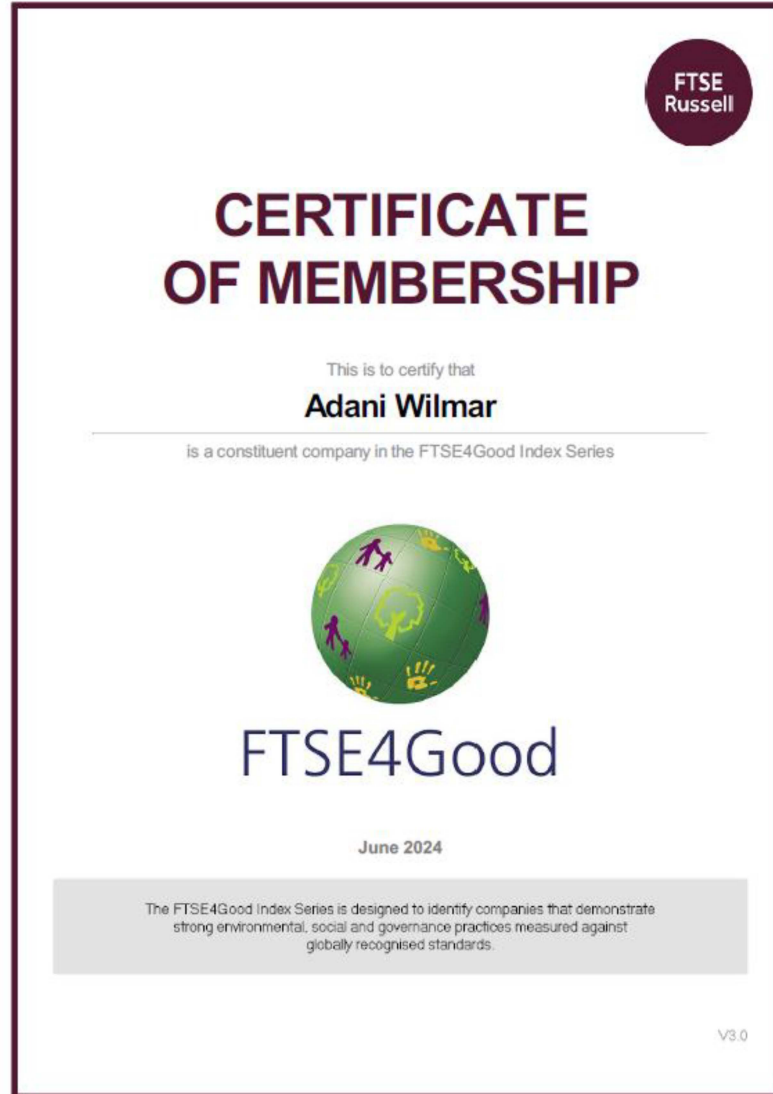 FTSE
Russell
CERTIFICATE
OF MEMBERSHIP
This is to certify that
Adani Wilmar
is a constituent company in the FTSE4Good Index Series
FTSE4Good
June 2024
The FTSE4Good Index Series is designed to identify companies that demonstrate
strong environmental, social and governance practices measured against
globally recognised standards.
V3.0